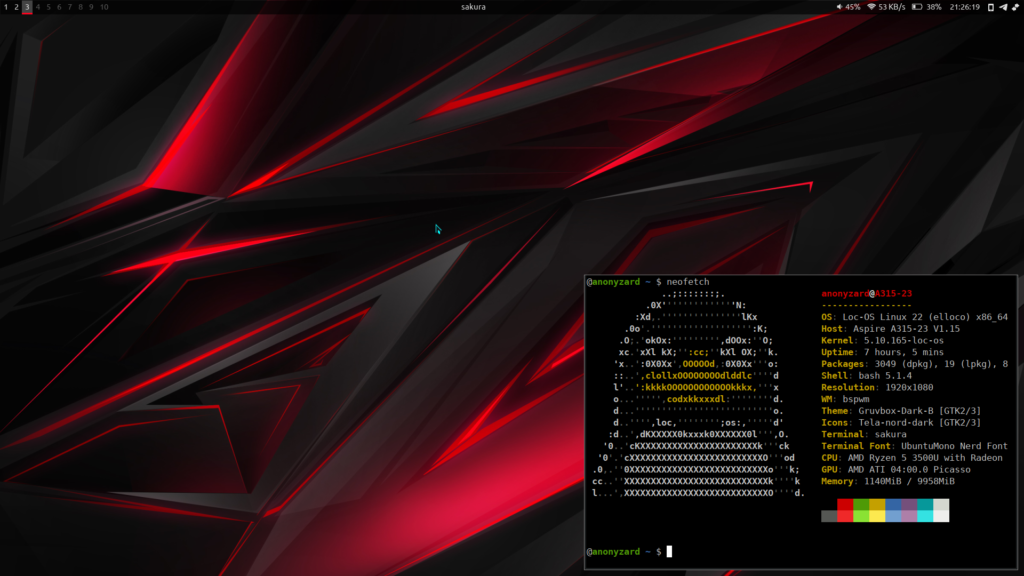 1 2 3 4 5 6 7 8 9 10
sakura
45% 53 KB/s 38% 21:26:19
@anonyzard ~ $ neofetch
anonyzard@A315-23
-----------------
OS: Loc-OS Linux 22 (elloco) x86_64
Host: Aspire A315-23 V1.15
Kernel: 5.10.165-loc-os
Uptime: 7 hours, 5 mins
Packages: 3049 (dpkg), 19 (lpkg), 8
Shell: bash 5.1.4
Resolution: 1920x1080
WM: bspwm
Theme: Gruvbox-Dark-B [GTK2/3]
Icons: Tela-nord-dark [GTK2/3]
Terminal: sakura
Terminal Font: UbuntuMono Nerd Font
CPU: AMD Ryzen 5 3500U with Radeon
GPU: AMD ATI 04:00.0 Picasso
Memory: 1140MiB / 9958MiB
@anonyzard ~ $